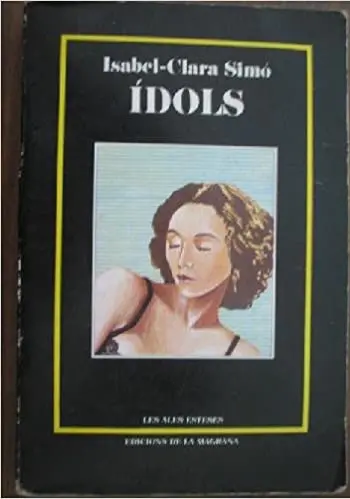 Isabel-Clara Simó
ÍDOLS
LES ALES ESTESES
EDICIONS DE LA MAGRANA